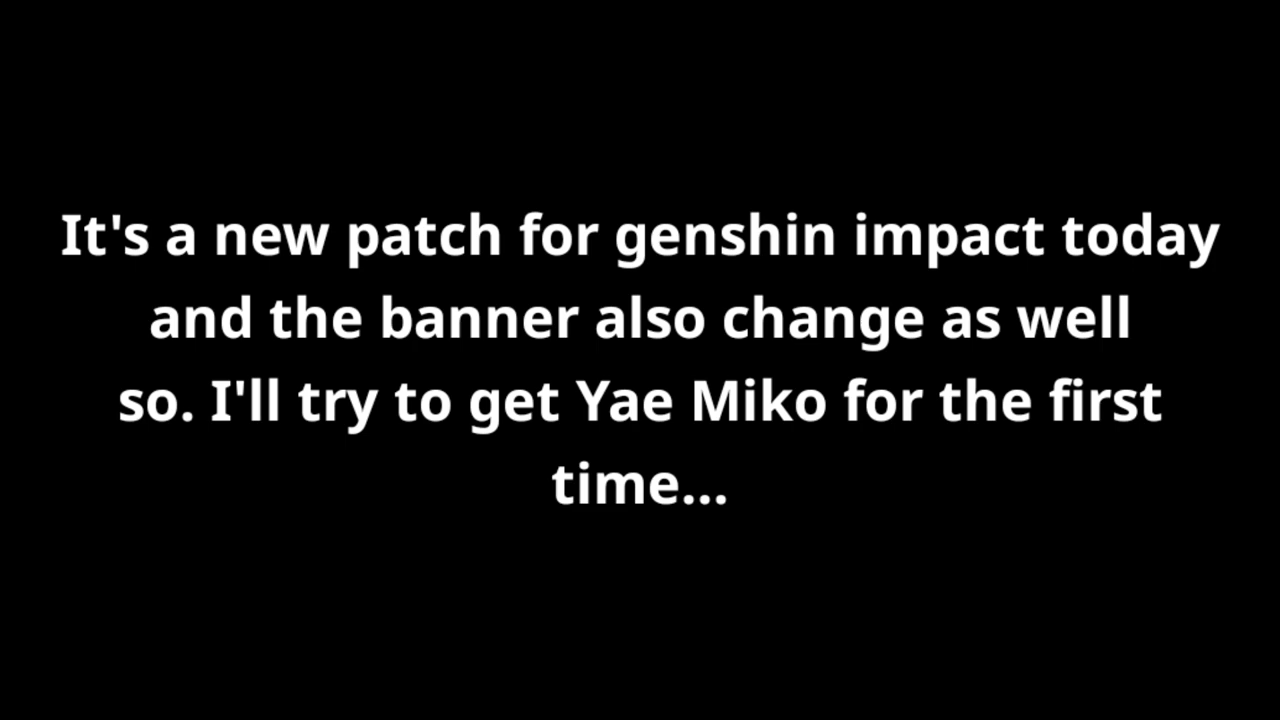 It's a new patch for genshin impact today
and the banner also change as well
so. I'll try to get Yae Miko for the first
time...